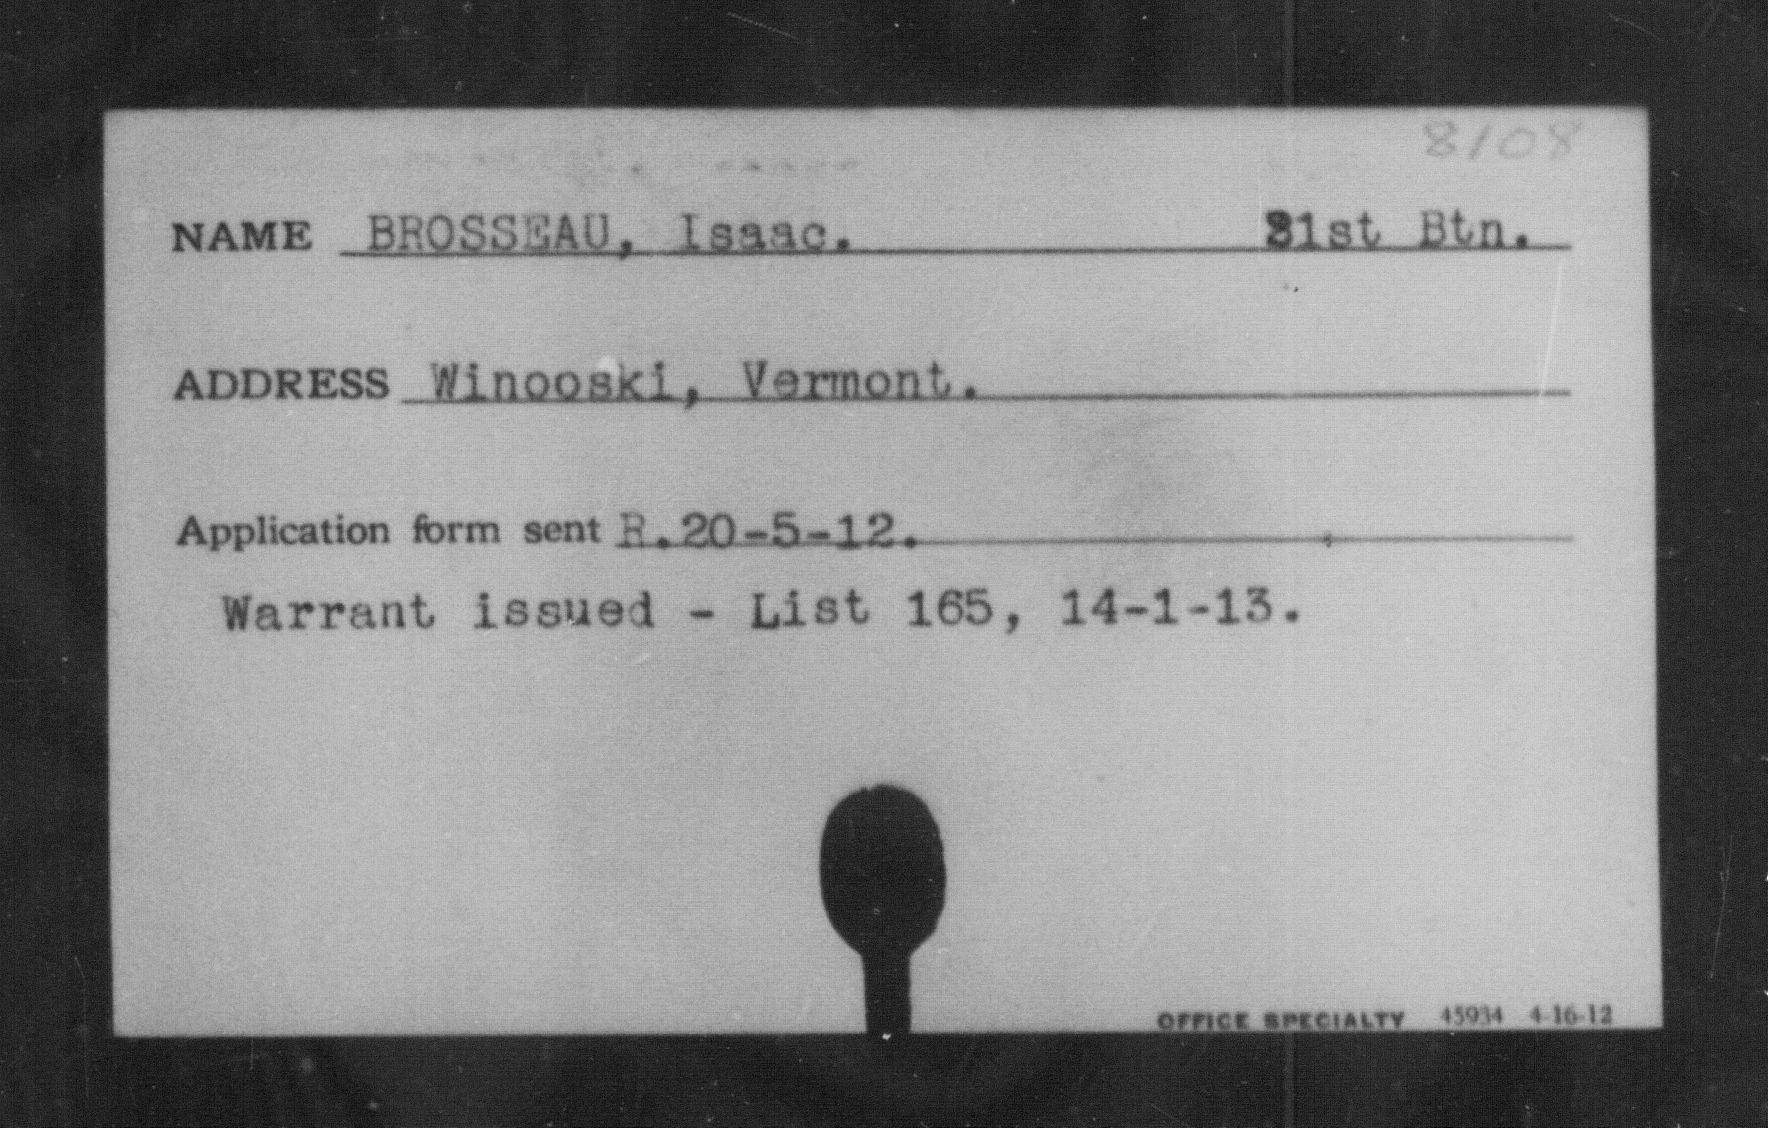 8108
NAME BROSSEAU, Isaac. Btn.
ADDRESS Winooski, Vermont.
Application form sent R.20-5-12.
Warrant issued - List 165, 14-1-13.
OFFICE SPECIALTY 45934 4-16-12